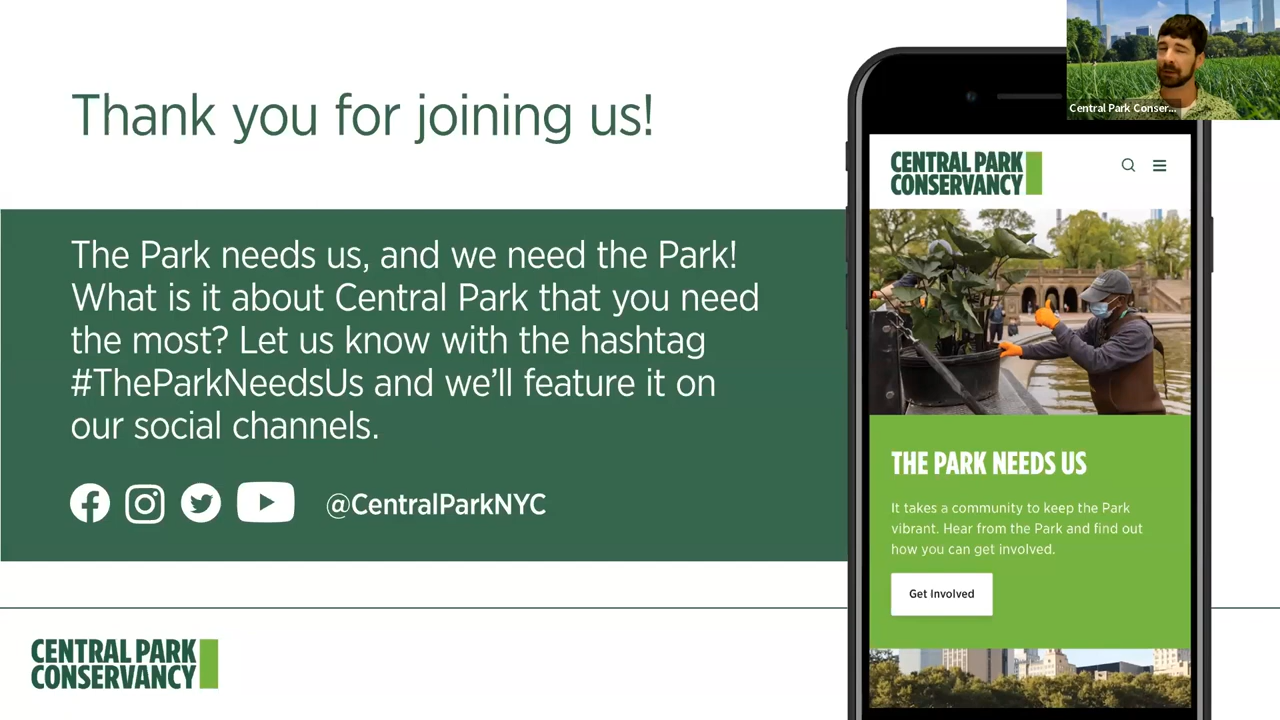 Thank you for joining us!
The Park needs us, and we need the Park!
What is it about Central Park that you need
the most? Let us know with the hashtag
#TheParkNeedsUs and we’ll feature it on
our social channels.
@CentralParkNYC
CENTRAL PARK
CONSERVANCY
Central Park Conser...
CENTRAL PARK
CONSERVANCY
THE PARK NEEDS US
It takes a community to keep the Park
vibrant. Hear from the Park and find out
how you can get involved.
Get Involved